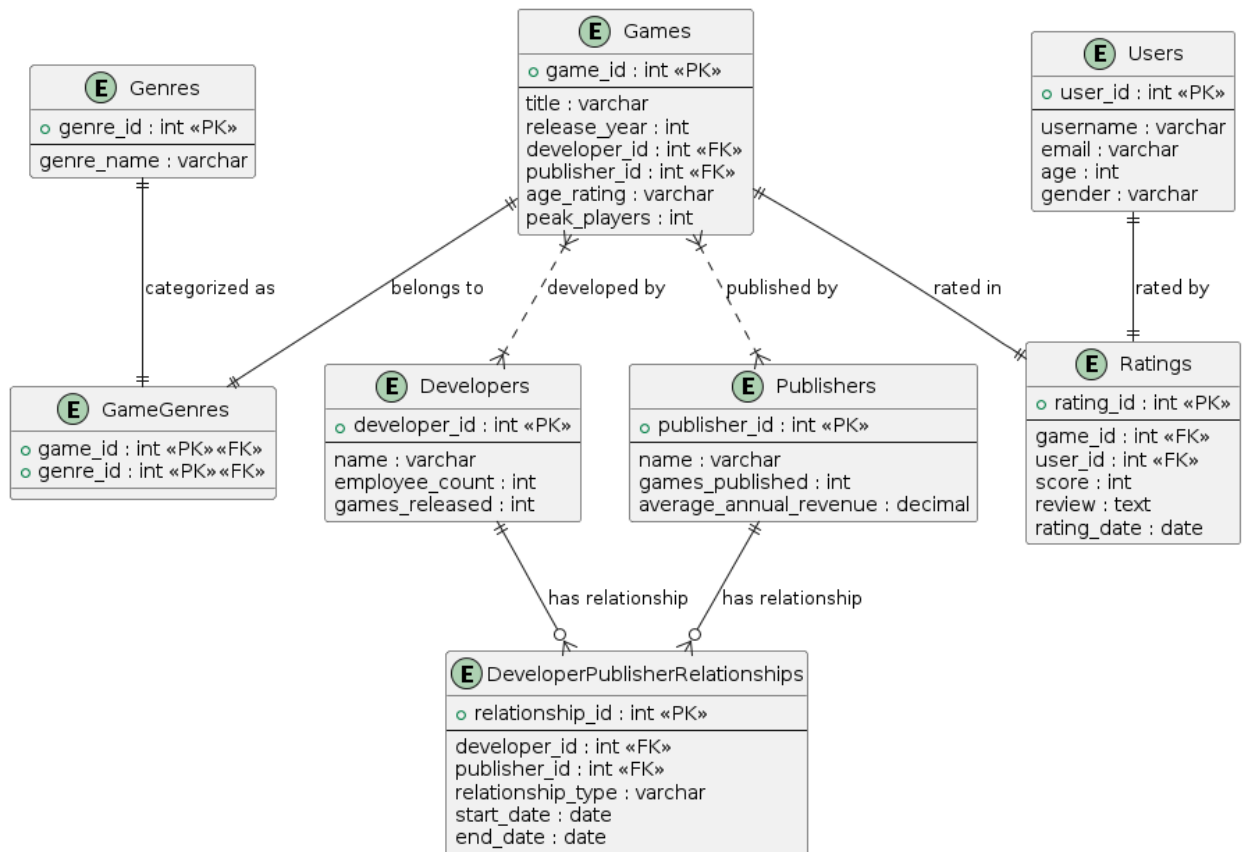 E Games
game_id : int «PK»
title : varchar
release_year : int
developer_id : int «FK»
publisher_id : int «FK»
age_rating : varchar
peak_players : int
E Users
user_id : int «PK»
username : varchar
email : varchar
age : int
gender : varchar
E Genres
genre_id : int «PK»
genre_name : varchar
categorized as
belongs to
developed by
published by
rated in
rated by
E GameGenres
game_id : int «PK» «FK»
genre_id : int «PK» «FK»
E Developers
developer_id : int «PK»
name : varchar
employee_count : int
games_released : int
E Publishers
publisher_id : int «PK»
name : varchar
games_published : int
average_annual_revenue : decimal
E Ratings
rating_id : int «PK»
game_id : int «FK»
user_id : int «FK»
score : int
review : text
rating_date : date
has relationship
has relationship
E DeveloperPublisherRelationships
relationship_id : int «PK»
developer_id : int «FK»
publisher_id : int «FK»
relationship_type : varchar
start_date : date
end_date : date